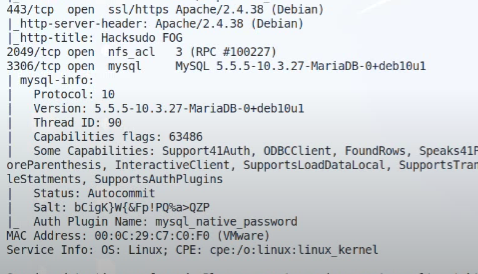 443/tcp  open  ssl/https Apache/2.4.38 (Debian)
|_http-server-header: Apache/2.4.38 (Debian)
|_http-title: Hacksudo FOG
2049/tcp open  nfs_acl   3 (RPC #100227)
3306/tcp open  mysql     MySQL 5.5.5-10.3.27-MariaDB-0+deb10u1
| mysql-info:
|   Protocol: 10
|   Version: 5.5.5-10.3.27-MariaDB-0+deb10u1
|   Thread ID: 90
|   Capabilities flags: 63486
|   Some Capabilities: Support41Auth, ODBCClient, FoundRows, Speaks41P
oreParenthesis, InteractiveClient, SupportsLoadDataLocal, SupportsTran
leStatments, SupportsAuthPlugins
|   Status: Autocommit
|   Salt: bCigK}W{&Fp!PQ%a>QZP
|_  Auth Plugin Name: mysql_native_password
MAC Address: 00:0C:29:C7:C0:F0 (VMware)
Service Info: OS: Linux; CPE: cpe:/o:linux:linux_kernel